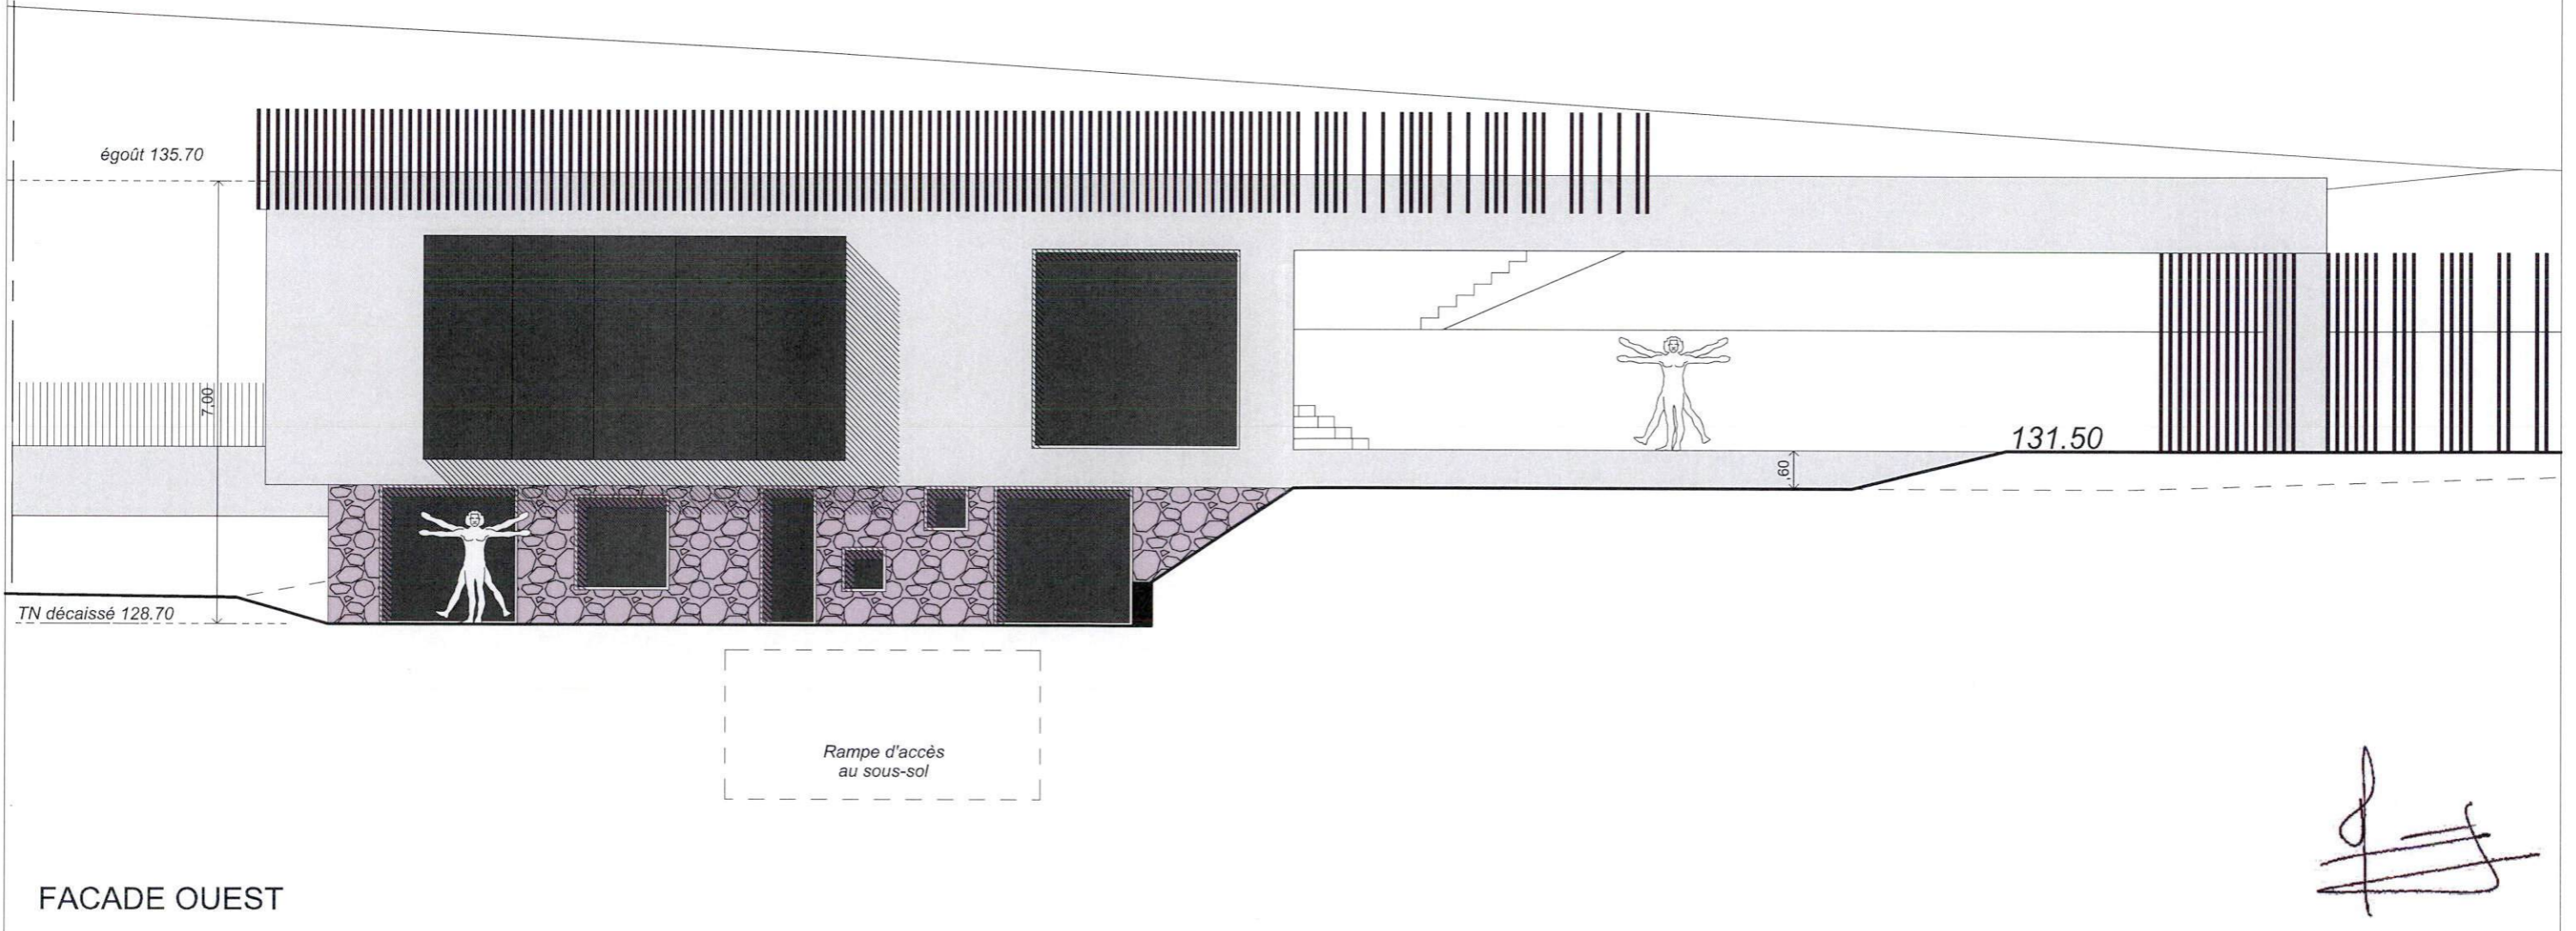 égoût 135.70
7,00
131.50
,60
TN décaissé 128.70
Rampe d'accès
au sous-sol
FACADE OUEST